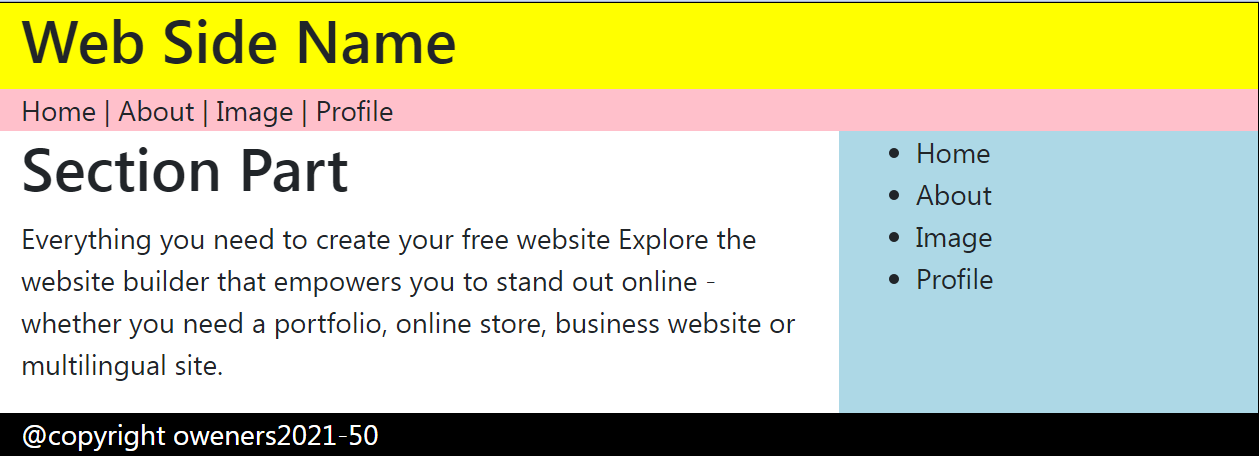 Web Side Name
Home | About | Image | Profile
Section Part
Everything you need to create your free website Explore the
website builder that empowers you to stand out online -
whether you need a portfolio, online store, business website or
multilingual site.
Home
About
Image
Profile
@copyright oweners2021-50